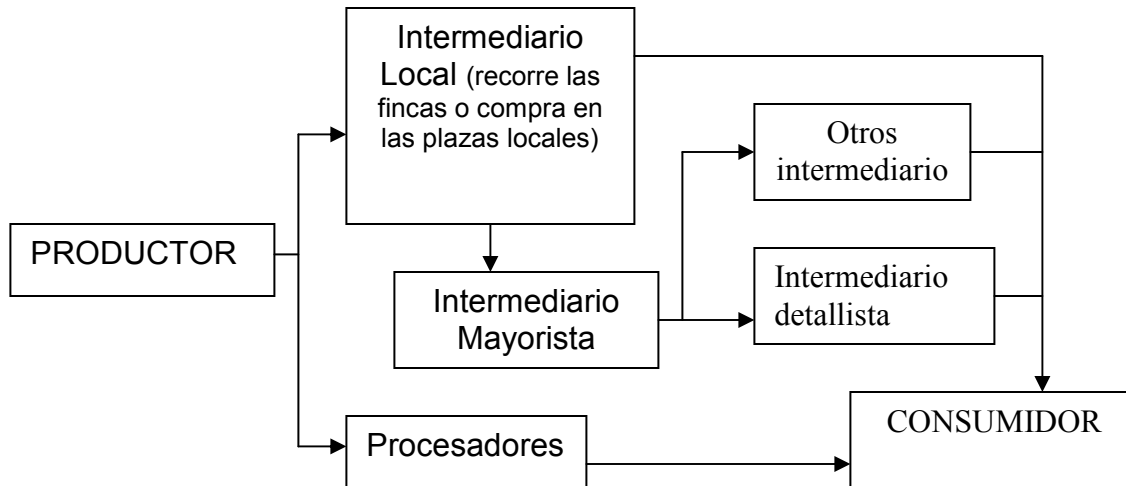 Intermediario
Local (recorre las
fincas o compra en
las plazas locales)
Otros
intermediario
PRODUCTOR
Intermediario
detallista
Intermediario
Mayorista
CONSUMIDOR
Procesadores